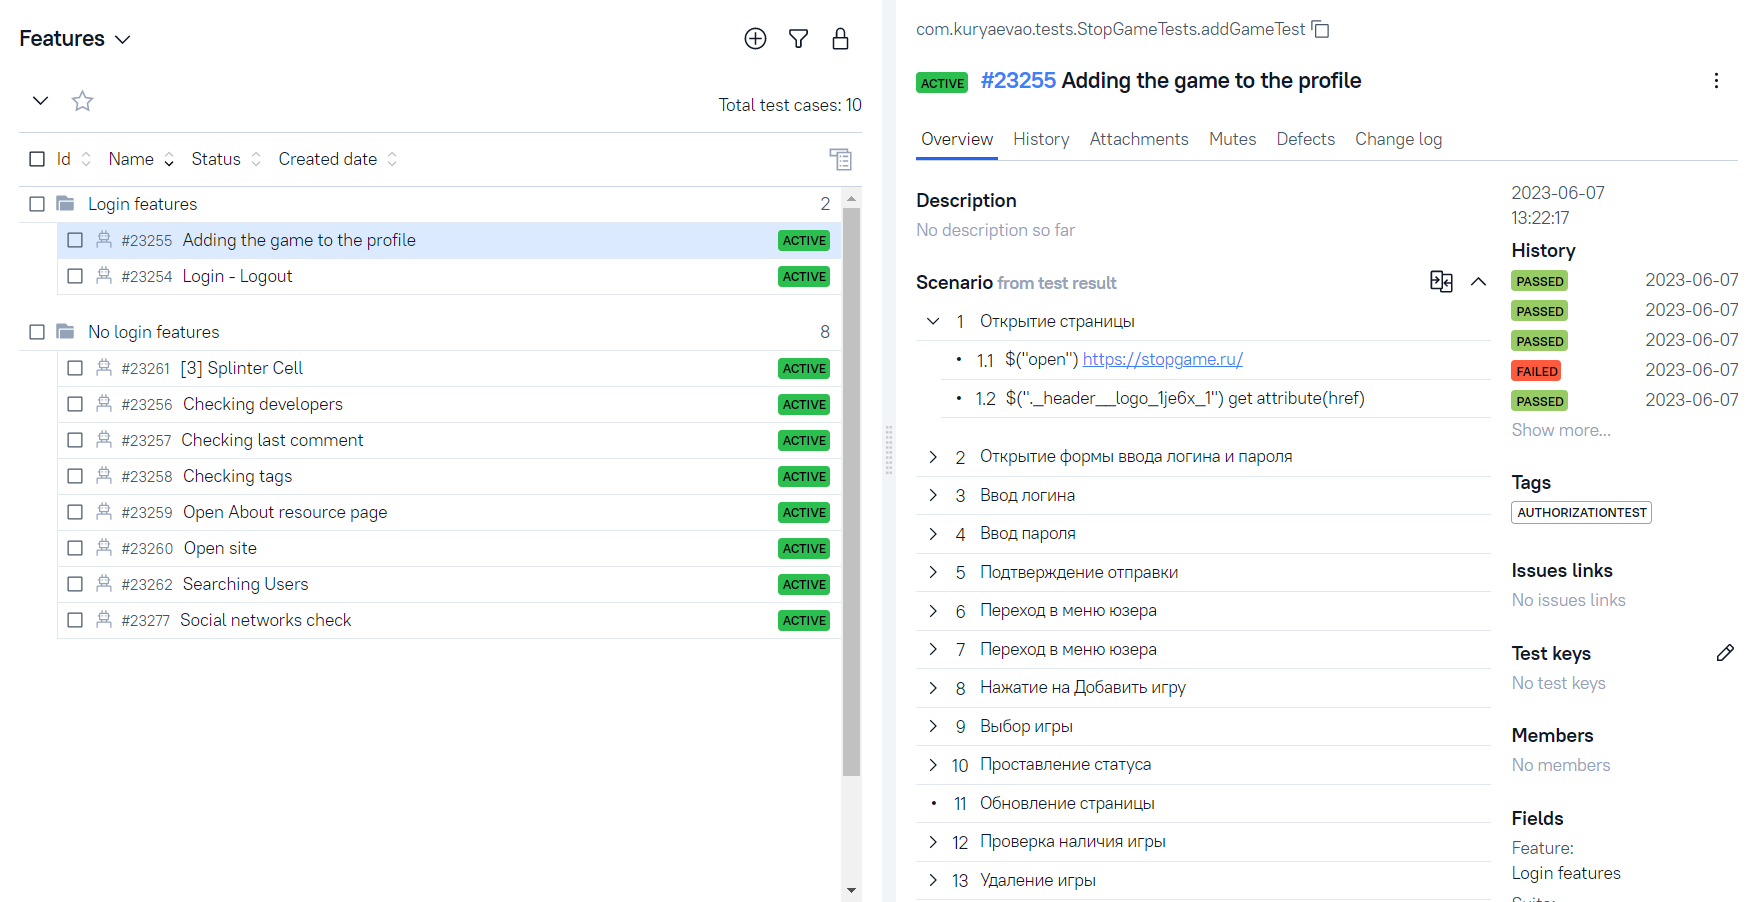 Features
Total test cases: 10
Id Name Status Created date
Login features 2
#23255 Adding the game to the profile ACTIVE
#23254 Login - Logout ACTIVE
No login features 8
#23261 [3] Splinter Cell ACTIVE
#23256 Checking developers ACTIVE
#23257 Checking last comment ACTIVE
#23258 Checking tags ACTIVE
#23259 Open About resource page ACTIVE
#23260 Open site ACTIVE
#23262 Searching Users ACTIVE
#23277 Social networks check ACTIVE
com.kuryaevao.tests.StopGameTests.addGameTest
ACTIVE #23255 Adding the game to the profile
Overview History Attachments Mutes Defects Change log
Description
No description so far
Scenario from test result
1 Открытие страницы
1.1 $("open") https://stopgame.ru/
1.2 $("._header__logo_1je6x_1") get attribute(href)
2 Открытие формы ввода логина и пароля
3 Ввод логина
4 Ввод пароля
5 Подтверждение отправки
6 Переход в меню юзера
7 Переход в меню юзера
8 Нажатие на Добавить игру
9 Выбор игры
10 Проставление статуса
11 Обновление страницы
12 Проверка наличия игры
13 Удаление игры
2023-06-07
13:22:17
History
PASSED 2023-06-07
PASSED 2023-06-07
PASSED 2023-06-07
FAILED 2023-06-07
PASSED 2023-06-07
Show more...
Tags
AUTHORIZATIONTEST
Issues links
No issues links
Test keys
No test keys
Members
No members
Fields
Feature:
Login features